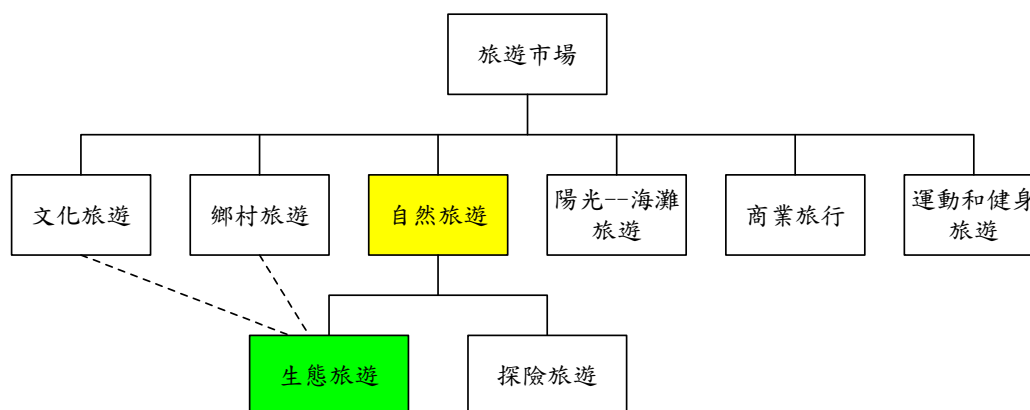 旅遊市場
文化旅遊
鄉村旅遊
自然旅遊
陽光--海灘
旅遊
商業旅行
運動和健身
旅遊
生態旅遊
探險旅遊